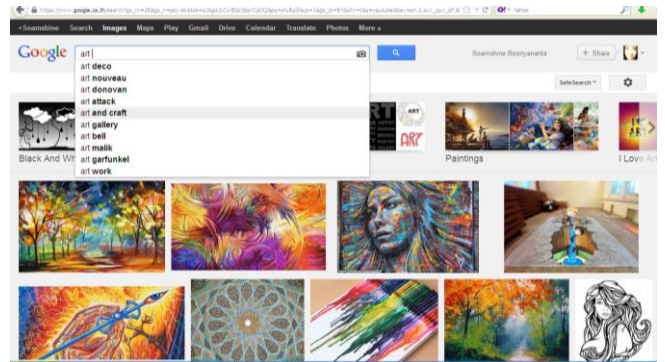 +Soamshine Search Images Maps Play Gmail Drive Calendar Translate Photos More
Google
art
Soamshine Boonyananta
+ Share
art deco
art nouveau
art donovan
art attack
art and craft
art gallery
art bell
art malik
art garfunkel
art work
SafeSearch
Black And W
ART
Paintings
I Love Art